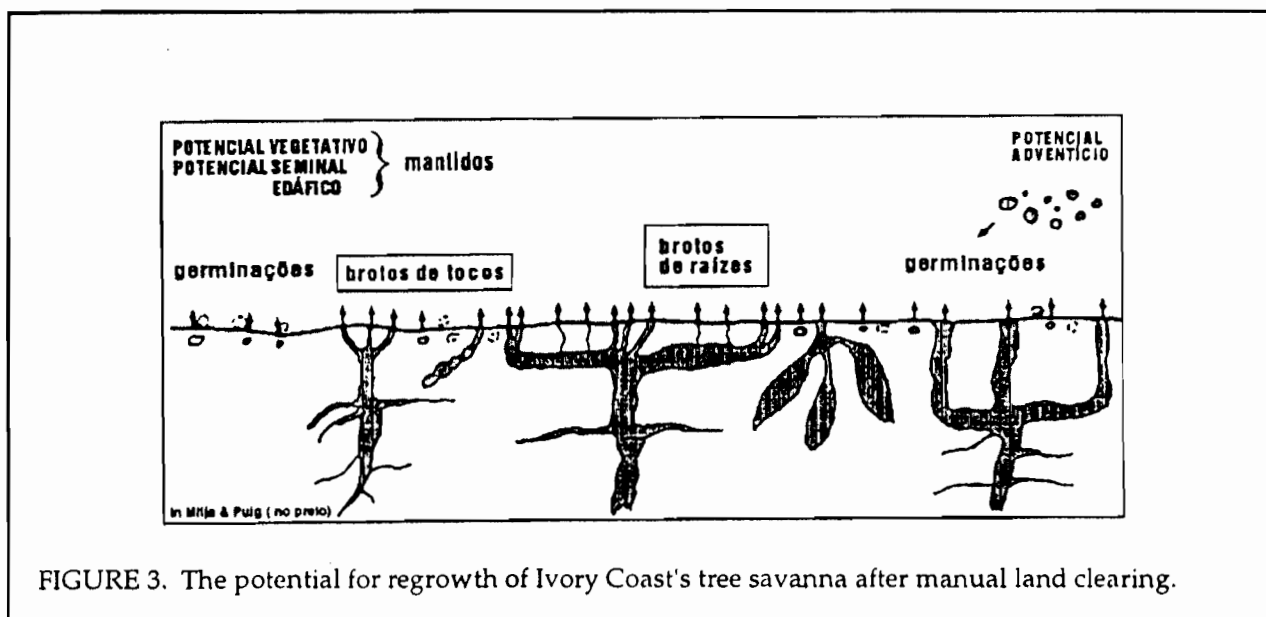 POTENCIAL VEGETATIVO
POTENCIAL SEMINAL
EDÁFICO
mantidos
POTENCIAL
ADVENTÍCIO
germinações
brotos de tocos
brotos
de raízes
germinações
In Mitja & Puig ( no prelo)
FIGURE 3. The potential for regrowth of Ivory Coast's tree savanna after manual land clearing.